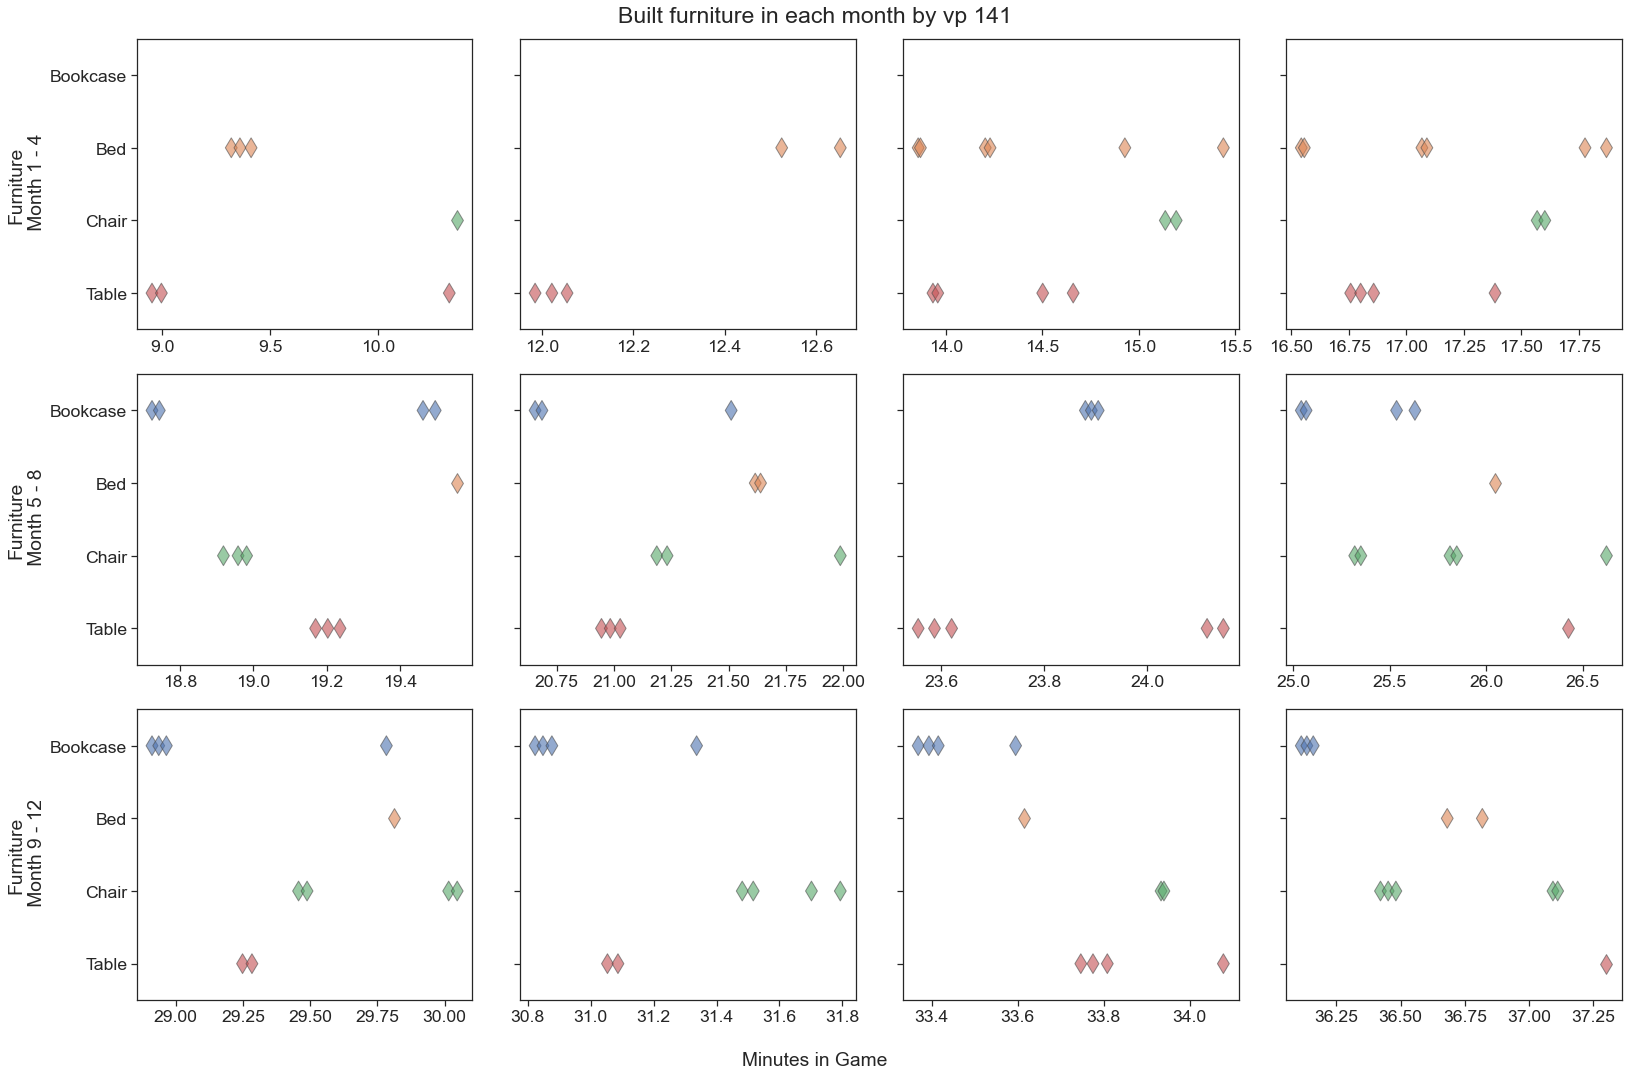 Built furniture in each month by vp 141
Furniture
Month 1 - 4
Bookcase
Bed
Chair
Table
9.0 9.5 10.0
12.0 12.2 12.4 12.6
14.0 14.5 15.0 15.5
16.50 16.75 17.00 17.25 17.50 17.75
Furniture
Month 5 - 8
Bookcase
Bed
Chair
Table
18.8 19.0 19.2 19.4
20.75 21.00 21.25 21.50 21.75 22.00
23.6 23.8 24.0
25.0 25.5 26.0 26.5
Furniture
Month 9 - 12
Bookcase
Bed
Chair
Table
29.00 29.25 29.50 29.75 30.00
30.8 31.0 31.2 31.4 31.6 31.8
33.4 33.6 33.8 34.0
36.25 36.50 36.75 37.00 37.25
Minutes in Game